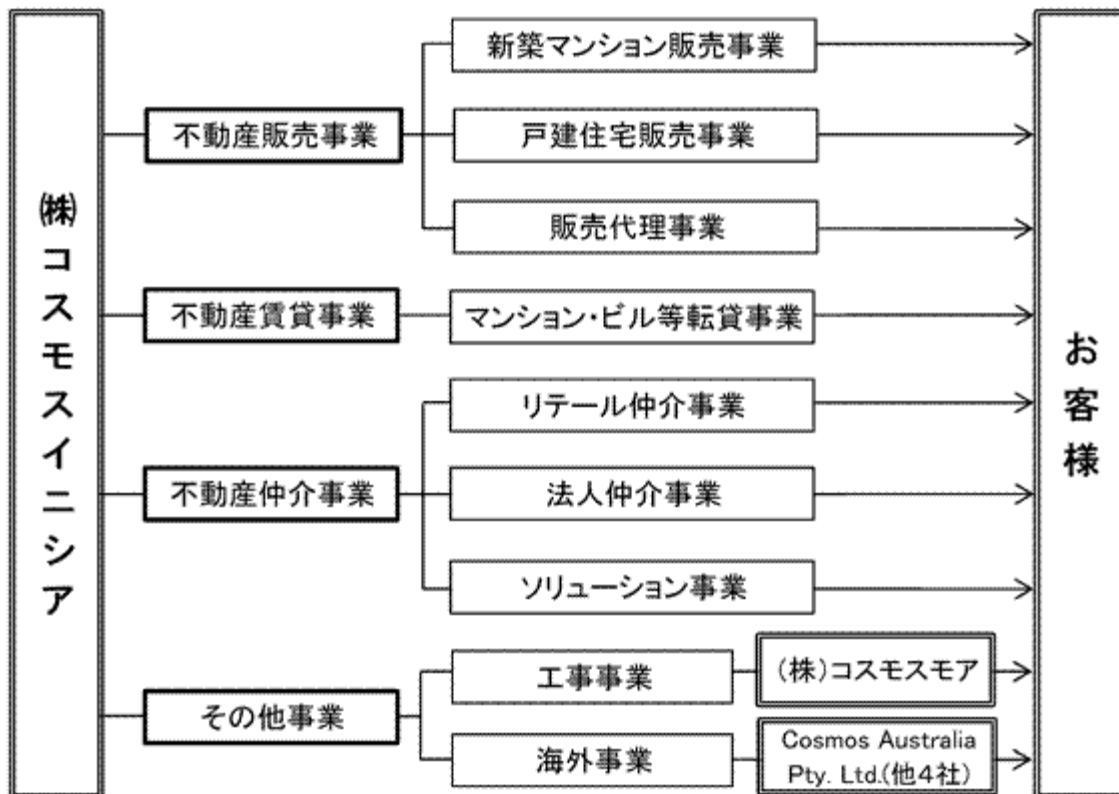 ㈱コスモスイニシア
不動産販売事業
新築マンション販売事業
戸建住宅販売事業
販売代理事業
不動産賃貸事業
マンション・ビル等転貸事業
不動産仲介事業
リテール仲介事業
法人仲介事業
ソリューション事業
その他事業
工事事業
(株)コスモスモア
海外事業
Cosmos Australia
Pty. Ltd.(他4社)
お客様